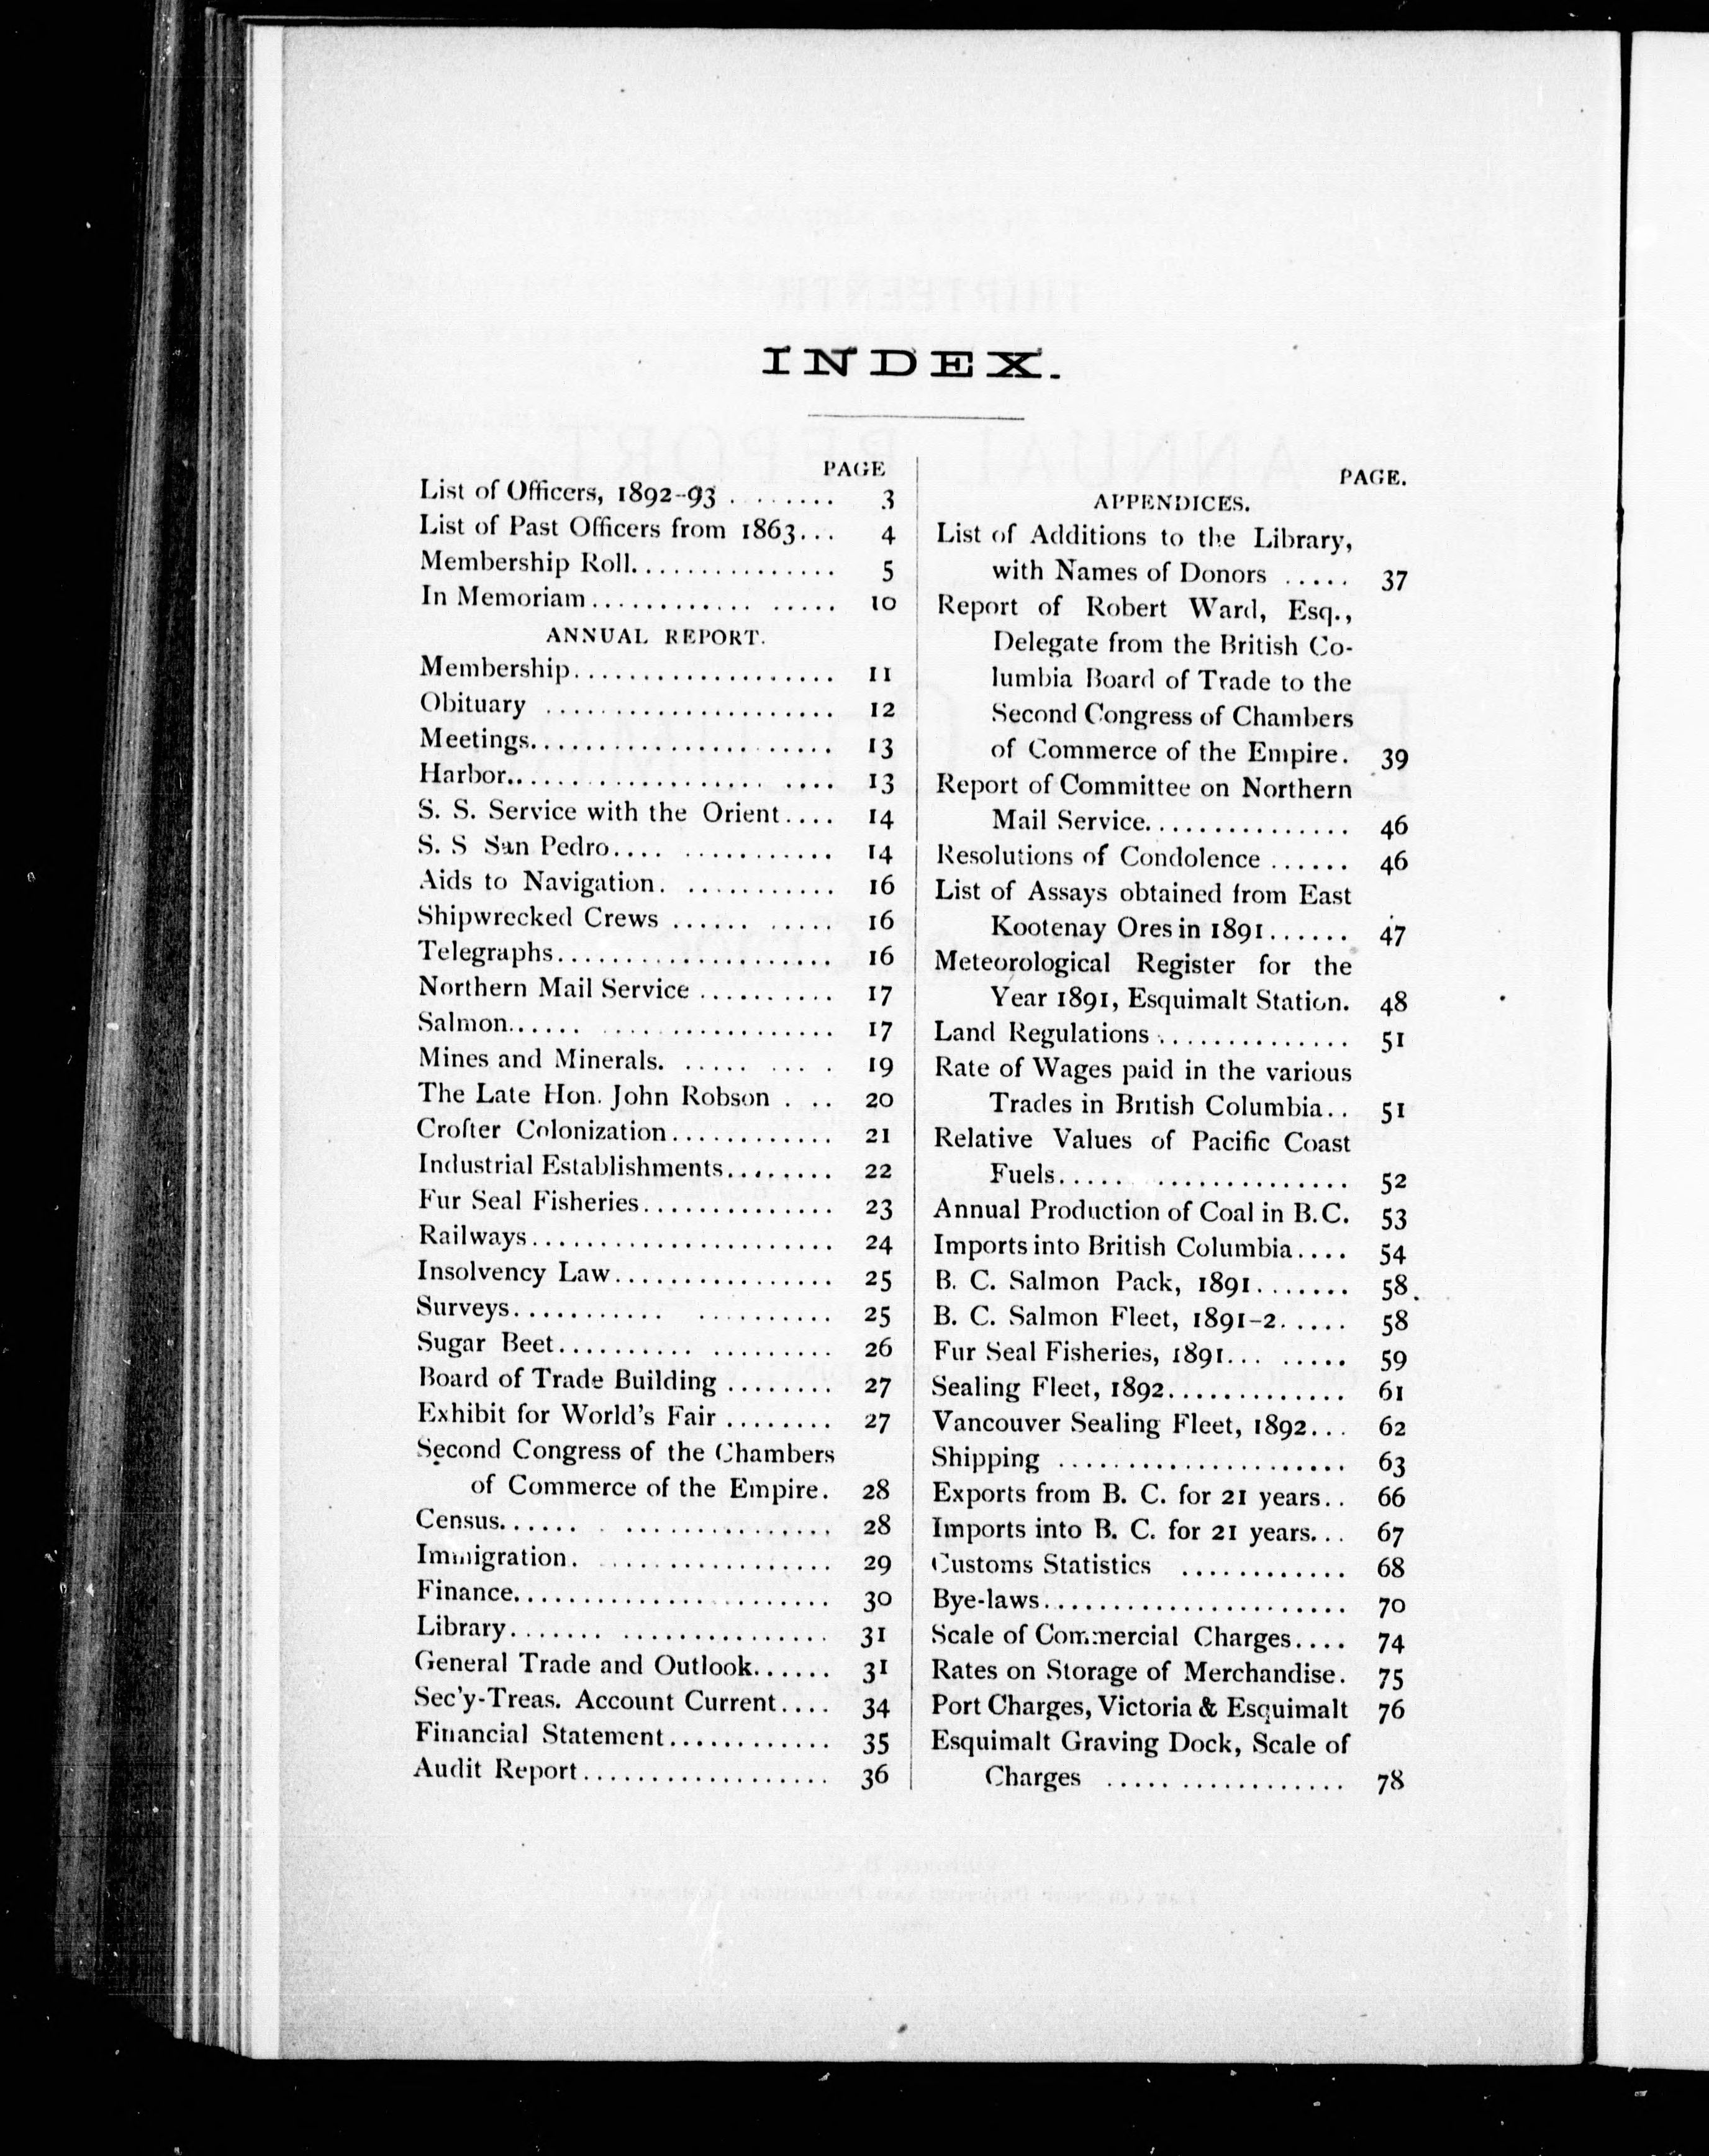 INDEX.
PAGE
List of Officers, 1892-93 ........ 3
List of Past Officers from 1863... 4
Membership Roll............... 5
In Memoriam............ ..... 10
ANNUAL REPORT.
Membership................... 11
Obituary ..................... 12
Meetings...................... 13
Harbor.................... .... 13
S. S. Service with the Orient.... 14
S. S San Pedro.... ........... 14
Aids to Navigation. ........... 16
Shipwrecked Crews ...... ..... 16
Telegraphs.................... 16
Northern Mail Service .......... 17
Salmon...... ................. 17
Mines and Minerals. ..... .... 19
The Late Hon. John Robson . .. 20
Crofter Colonization............ 21
Industrial Establishments........ 22
Fur Seal Fisheries.............. 23
Railways...................... 24
Insolvency Law................ 25
Surveys........... .......... 25
Sugar Beet.......... ......... 26
Board of Trade Building ........ 27
Exhibit for World's Fair ........ 27
Second Congress of the Chambers
of Commerce of the Empire. 28
Census...... . ............... 28
Immigration. ................. 29
Finance....................... 30
Library....... ............... 31
General Trade and Outlook...... 31
Sec'y-Treas. Account Current.... 34
Financial Statement............ 35
Audit Report.................. 36
PAGE.
APPENDICES.
List of Additions to the Library,
with Names of Donors ..... 37
Report of Robert Ward, Esq.,
Delegate from the British Co-
lumbia Board of Trade to the
Second Congress of Chambers
of Commerce of the Empire. 39
Report of Committee on Northern
Mail Service............... 46
Resolutions of Condolence ...... 46
List of Assays obtained from East
Kootenay Ores in 1891...... 47
Meteorological Register for the
Year 1891, Esquimalt Station. 48
Land Regulations .............. 51
Rate of Wages paid in the various
Trades in British Columbia.. 51
Relative Values of Pacific Coast
Fuels..... ............... 52
Annual Production of Coal in B.C. 53
Imports into British Columbia.... 54
B. C. Salmon Pack, 1891....... 58.
B. C. Salmon Fleet, 1891-2..... 58
Fur Seal Fisheries, 1891... ..... 59
Sealing Fleet, 1892............. 61
Vancouver Sealing Fleet, 1892... 62
Shipping ..................... 63
Exports from B. C. for 21 years.. 66
Imports into B. C. for 21 years... 67
Customs Statistics ............ 68
Bye-laws...................... 70
Scale of Commercial Charges.... 74
Rates on Storage of Merchandise. 75
Port Charges, Victoria & Esquimalt 76
Esquimalt Graving Dock, Scale of
Charges ................. 78